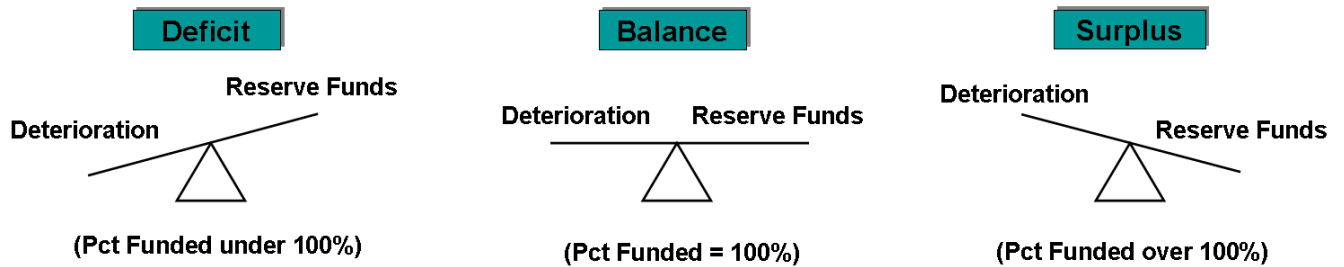 Deficit
Reserve Funds
Deterioration
(Pct Funded under 100%)
Balance
Deterioration
Reserve Funds
(Pct Funded = 100%)
Surplus
Deterioration
Reserve Funds
(Pct Funded over 100%)